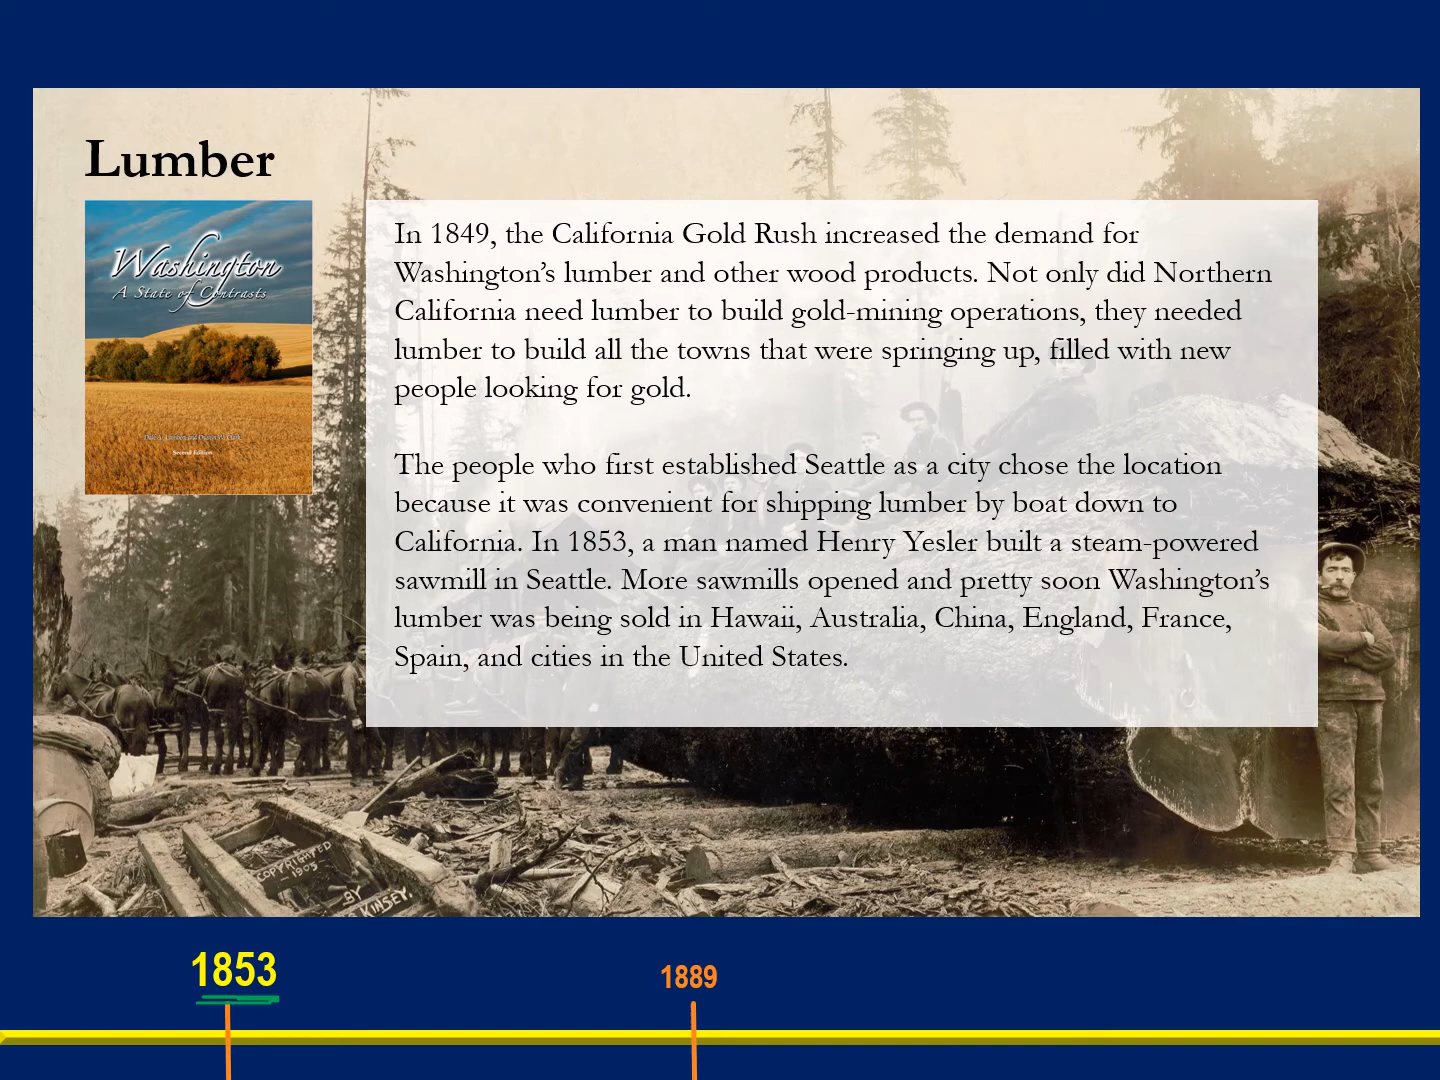 Lumber
Washington
A State of Contrasts
Second Edition
In 1849, the California Gold Rush increased the demand for
Washington’s lumber and other wood products. Not only did Northern
California need lumber to build gold-mining operations, they needed
lumber to build all the towns that were springing up, filled with new
people looking for gold.
The people who first established Seattle as a city chose the location
because it was convenient for shipping lumber by boat down to
California. In 1853, a man named Henry Yesler built a steam-powered
sawmill in Seattle. More sawmills opened and pretty soon Washington’s
lumber was being sold in Hawaii, Australia, China, England, France,
Spain, and cities in the United States.
COPYRIGHTED
1905
BY
KINSEY.
1853
1889